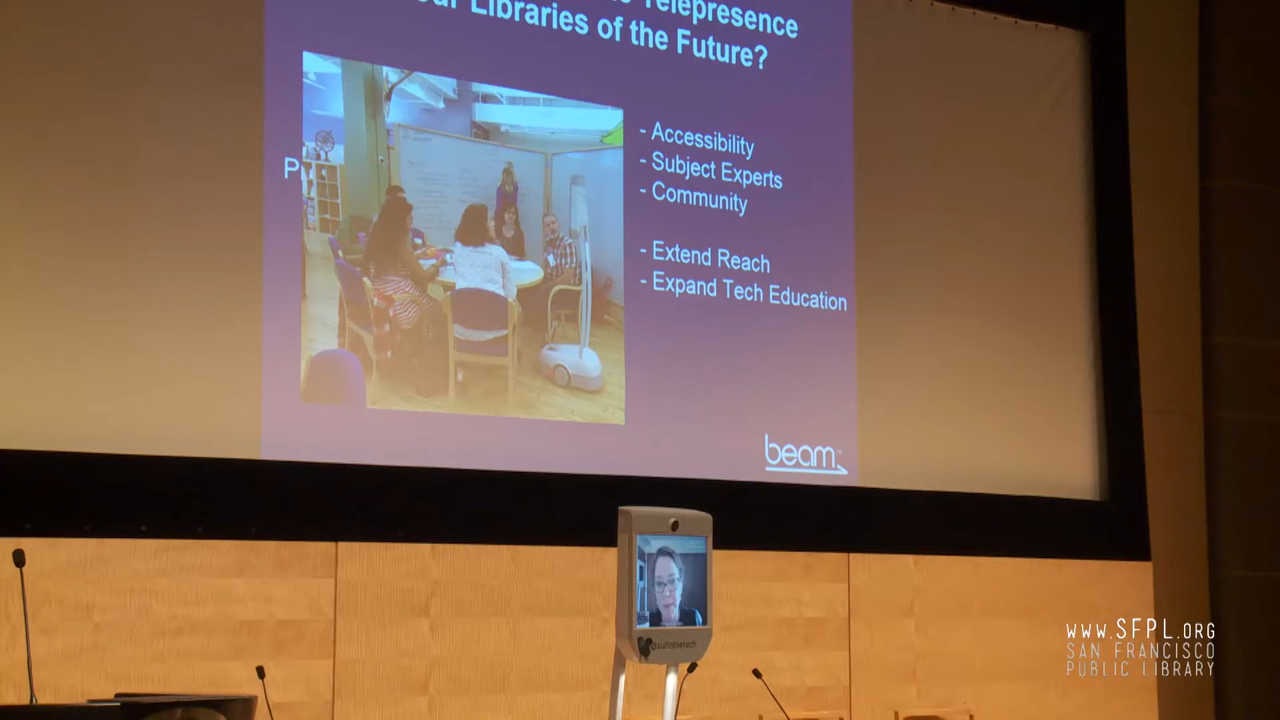 Telepresence
Libraries of the Future?
- Accessibility
- Subject Experts
- Community
- Extend Reach
- Expand Tech Education
P
beam
@suitabletech
www.SFPL.ORG
SAN FRANCISCO
PUBLIC LIBRARY